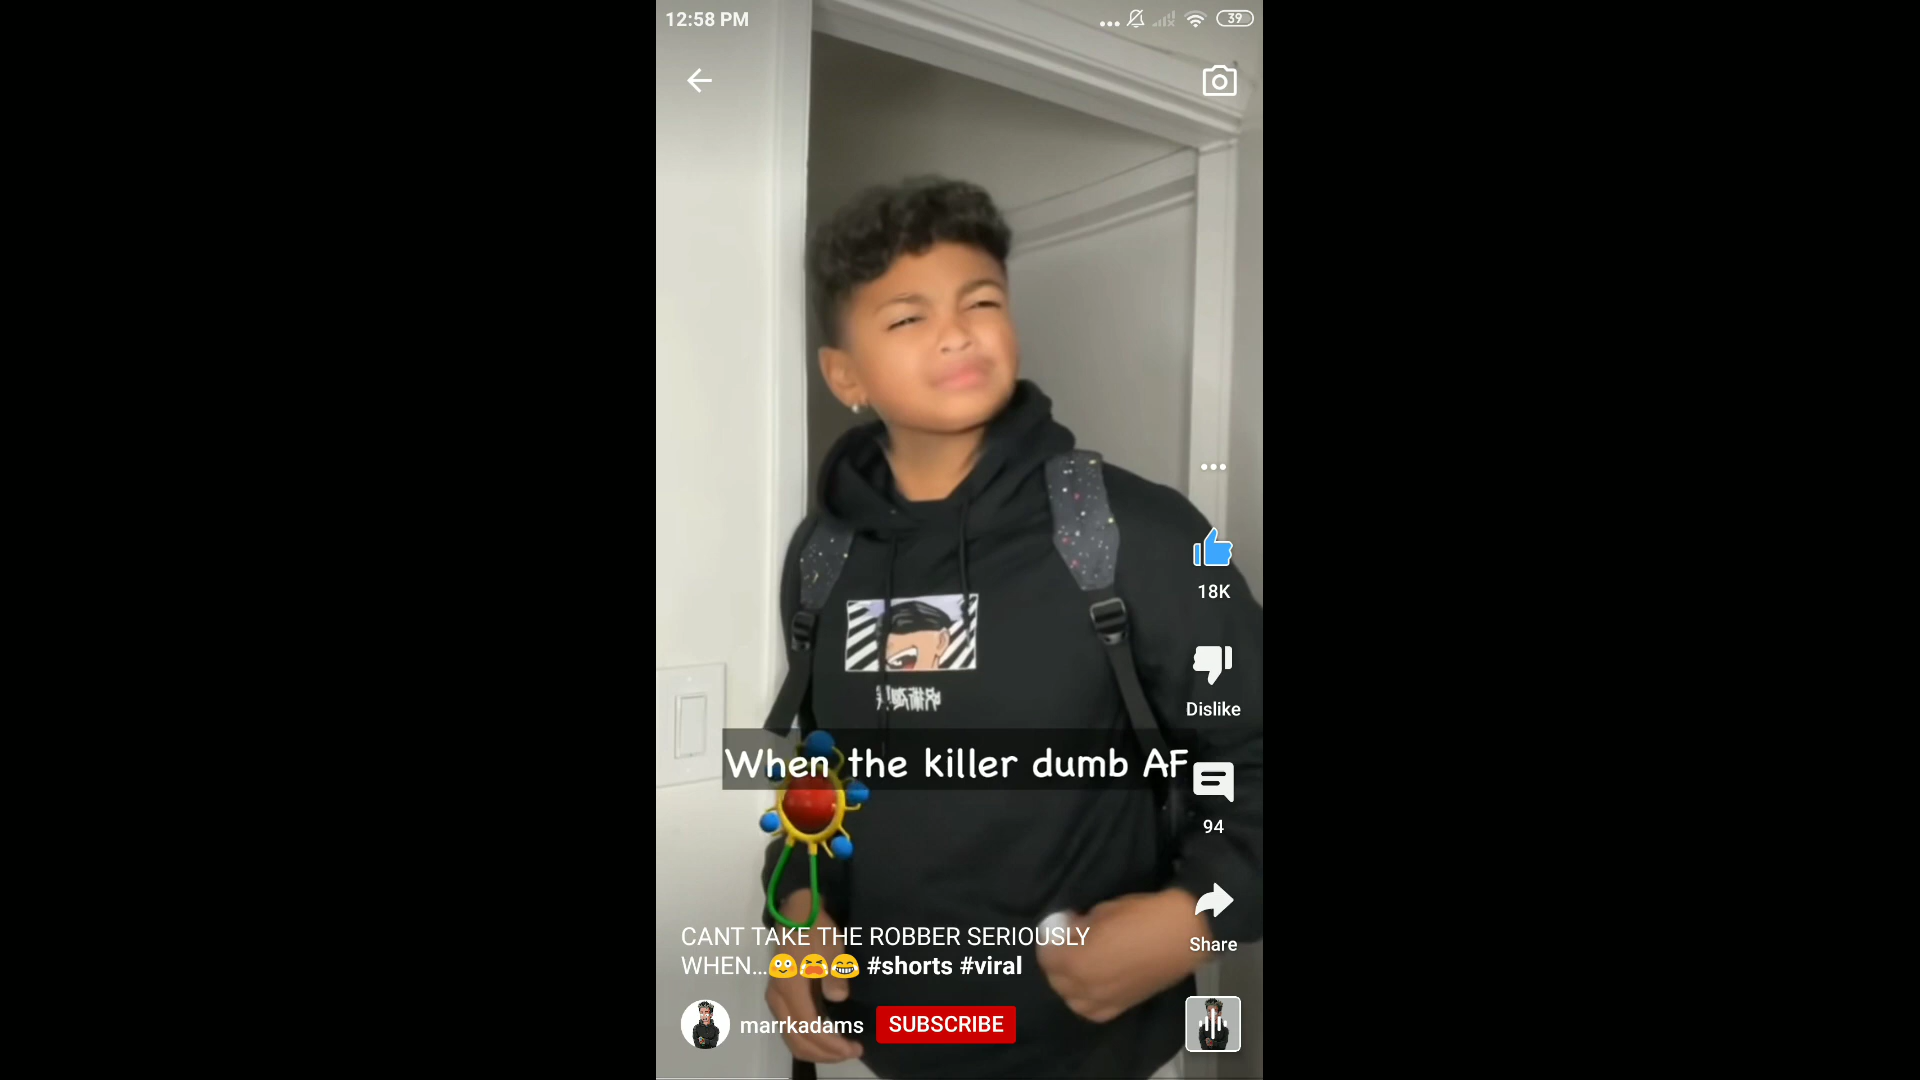 12:58 PM
39
18K
Dislike
When the killer dumb AF
94
Share
CANT TAKE THE ROBBER SERIOUSLY
WHEN...🙄😫😂 #shorts #viral
marrkadams
SUBSCRIBE